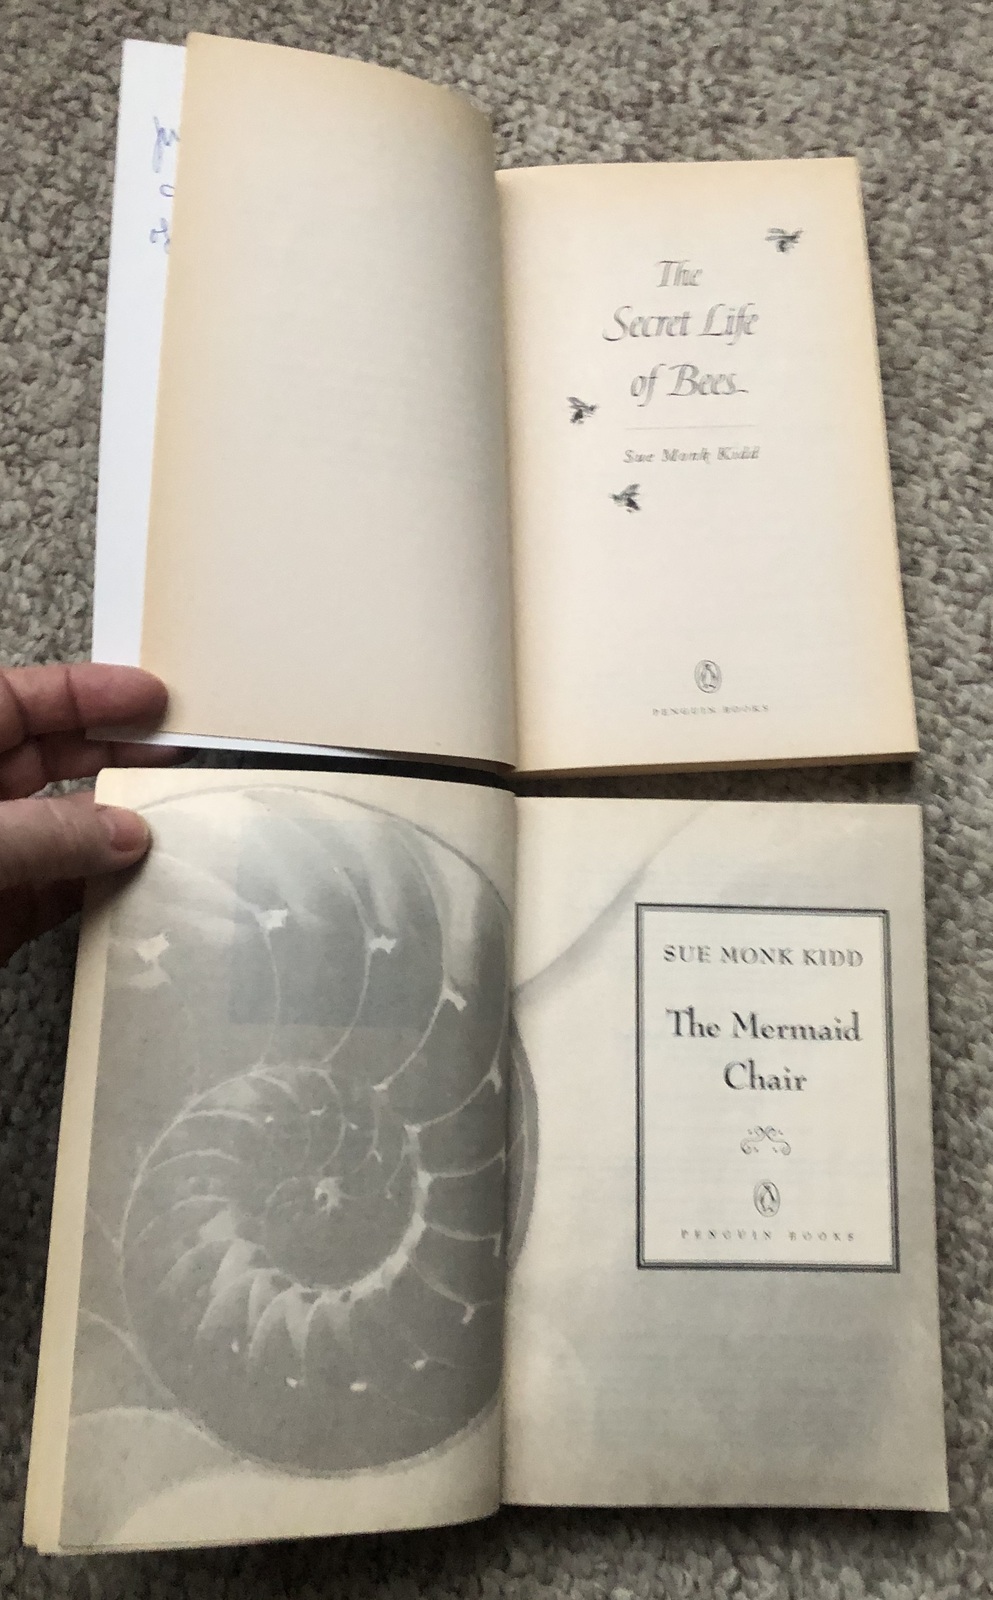 The
Secret Life
of Bees
Sue Monk Kidd
PENGUIN BOOKS
SUE MONK KIDD
The Mermaid
Chair
PENGUIN BOOKS